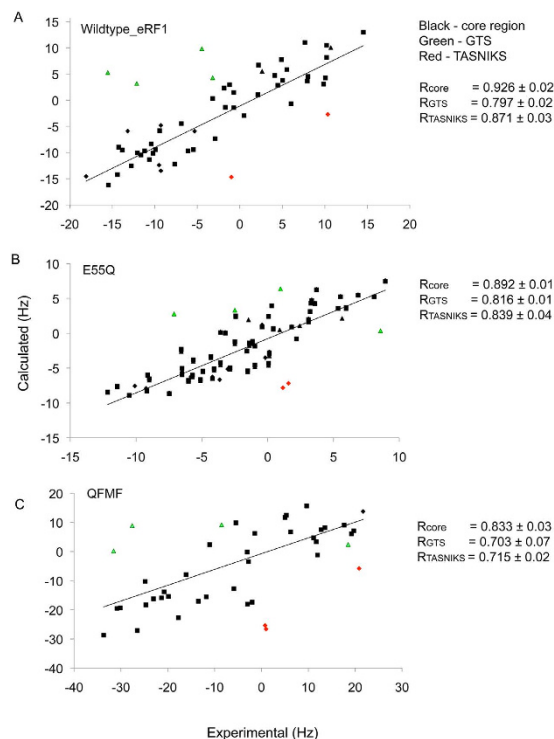 A
Wildtype_eRF1
Black - core region
Green - GTS
Red - TASNIKS
Rcore = 0.926 ± 0.02
RGTS = 0.797 ± 0.02
RTASNIKS = 0.871 ± 0.03
20
15
10
5
0
-5
-10
-15
-20
-20 -15 -10 -5 0 5 10 15 20
B
E55Q
Rcore = 0.892 ± 0.01
RGTS = 0.816 ± 0.01
RTASNIKS = 0.839 ± 0.04
Calculated (Hz)
10
5
0
-5
-10
-15
-15 -10 -5 0 5 10
C
QFMF
Rcore = 0.833 ± 0.03
RGTS = 0.703 ± 0.07
RTASNIKS = 0.715 ± 0.02
30
20
10
0
-10
-20
-30
-40
-40 -30 -20 -10 0 10 20 30
Experimental (Hz)